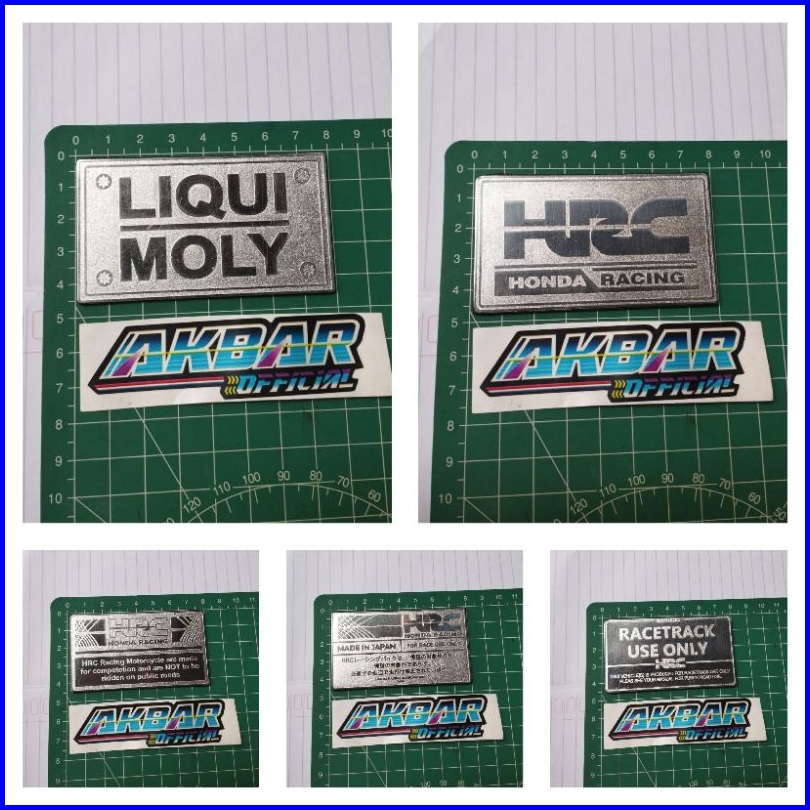 LIQUI
MOLY
AKBAR
OFFICIAL
HRC
HONDA RACING
AKBAR
OFFICIAL
HRC
HONDA RACING
HRC Racing Motorcycle are made
for competetion and are NOT to be
ridden on public roads
AKBAR
OFFICIAL
HRC
HONDA RACING
MADE IN JAPAN
FOR RACE USE ONLY
AKBAR
OFFICIAL
RACETRACK
USE ONLY
HRC
AKBAR
OFFICIAL